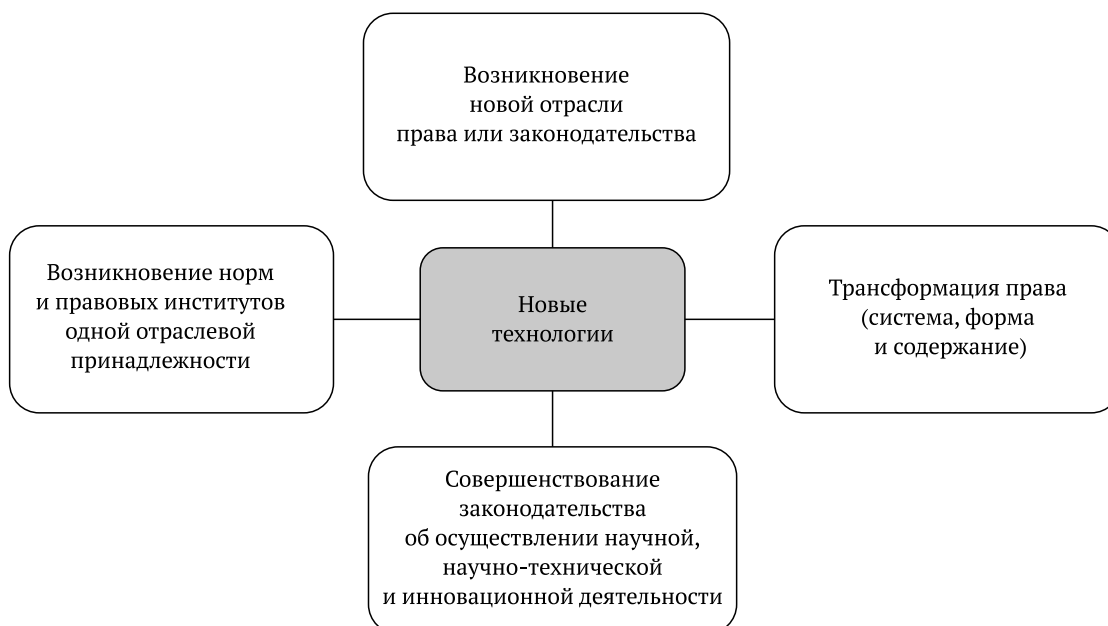 Возникновение
новой отрасли
права или законодательства
Возникновение норм
и правовых институтов
одной отраслевой
принадлежности
Новые
технологии
Трансформация права
(система, форма
и содержание)
Совершенствование
законодательства
об осуществлении научной,
научно-технической
и инновационной деятельности